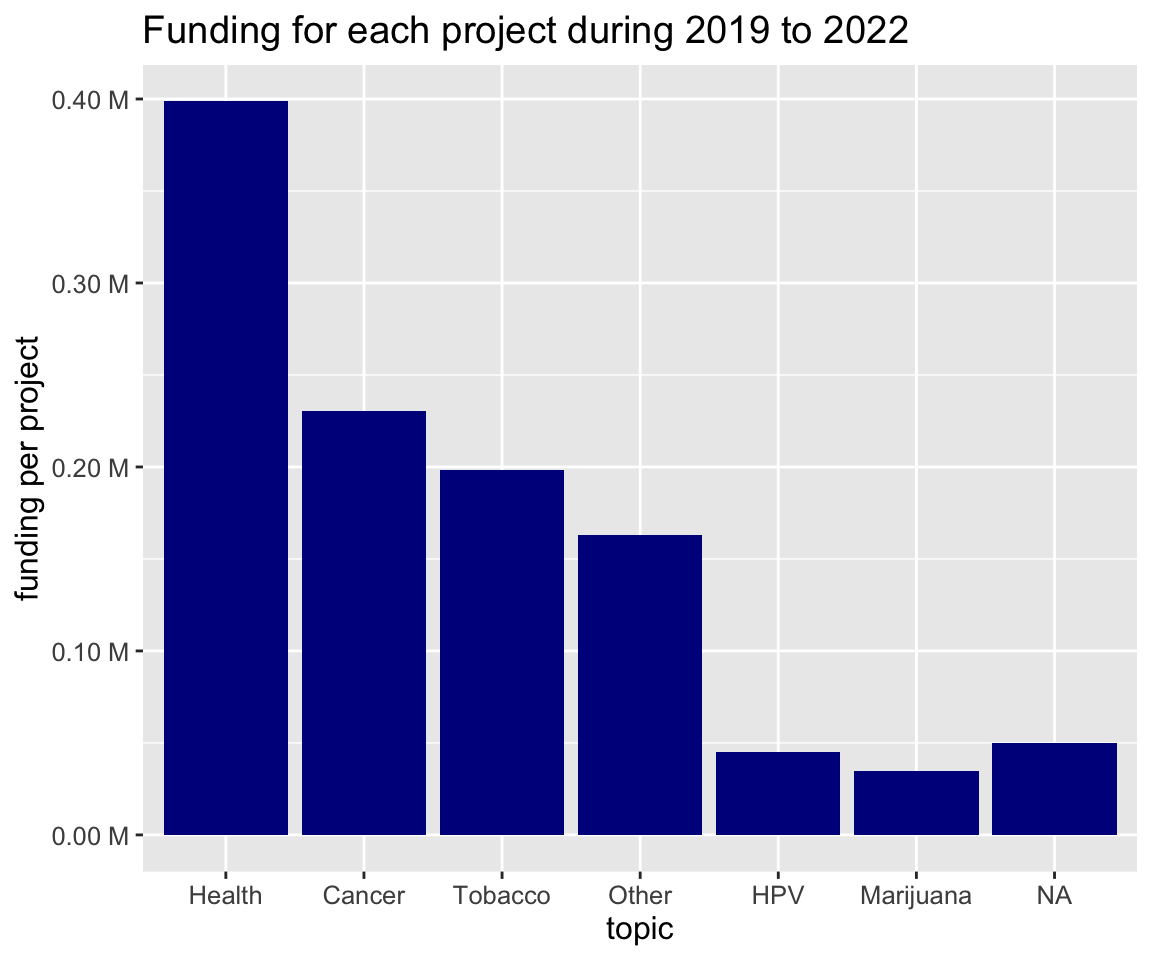 Funding for each project during 2019 to 2022
0.40 M
0.30 M
0.20 M
0.10 M
0.00 M
funding per project
Health Cancer Tobacco Other HPV Marijuana NA
topic